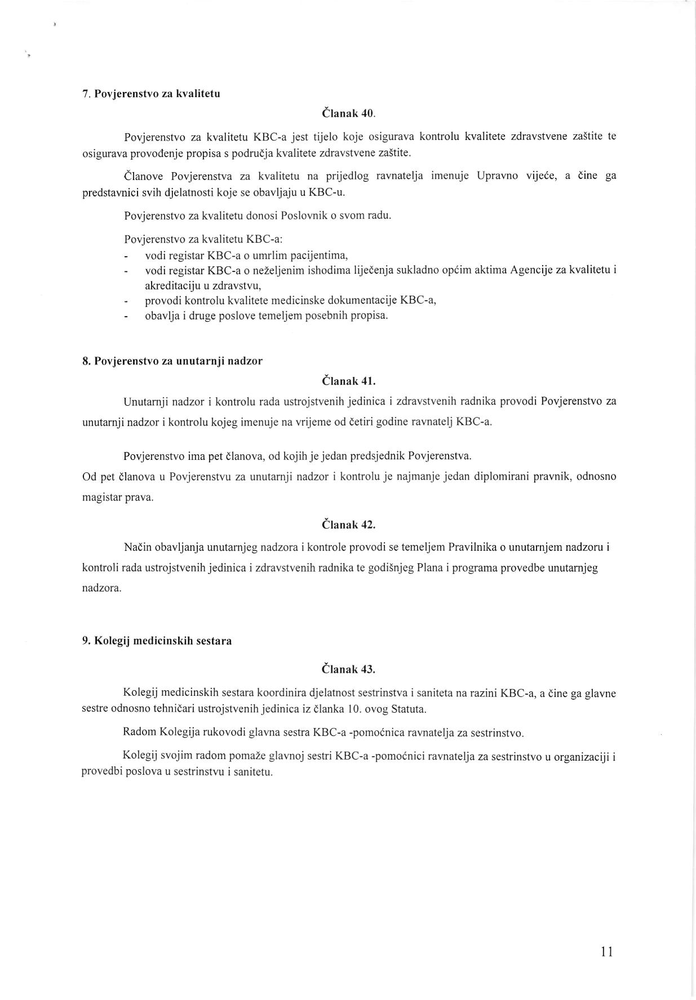 7. Povjerenstvo za kvalitetu
Članak 40.
Povjerenstvo za kvalitetu KBC-a jest tijelo koje osigurava kontrolu kvalitete zdravstvene zaštite te
osigurava provođenje propisa s područja kvalitete zdravstvene zaštite.
Članove Povjerenstva za kvalitetu na prijedlog ravnatelja imenuje Upravno vijeće, a čine ga
predstavnici svih djelatnosti koje se obavljaju u KBC-u.
Povjerenstvo za kvalitetu donosi Poslovnik o svom radu.
Povjerenstvo za kvalitetu KBC-a:
- vodi registar KBC-a o umrlim pacijentima,
- vodi registar KBC-a o neželjenim ishodima liječenja sukladno općim aktima Agencije za kvalitetu i
akreditaciju u zdravstvu,
- provodi kontrolu kvalitete medicinske dokumentacije KBC-a,
- obavlja i druge poslove temeljem posebnih propisa.
8. Povjerenstvo za unutarnji nadzor
Članak 41.
Unutarnji nadzor i kontrolu rada ustrojstvenih jedinica i zdravstvenih radnika provodi Povjerenstvo za
unutarnji nadzor i kontrolu kojeg imenuje na vrijeme od četiri godine ravnatelj KBC-a.
Povjerenstvo ima pet članova, od kojih je jedan predsjednik Povjerenstva.
Od pet članova u Povjerenstvu za unutarnji nadzor i kontrolu je najmanje jedan diplomirani pravnik, odnosno
magistar prava.
Članak 42.
Način obavljanja unutarnjeg nadzora i kontrole provodi se temeljem Pravilnika o unutarnjem nadzoru i
kontroli rada ustrojstvenih jedinica i zdravstvenih radnika te godišnjeg Plana i programa provedbe unutarnjeg
nadzora.
9. Kolegij medicinskih sestara
Članak 43.
Kolegij medicinskih sestara koordinira djelatnost sestrinstva i saniteta na razini KBC-a, a čine ga glavne
sestre odnosno tehničari ustrojstvenih jedinica iz članka 10. ovog Statuta.
Radom Kolegija rukovodi glavna sestra KBC-a -pomoćnica ravnatelja za sestrinstvo.
Kolegij svojim radom pomaže glavnoj sestri KBC-a -pomoćnici ravnatelja za sestrinstvo u organizaciji i
provedbi poslova u sestrinstvu i sanitetu.
11